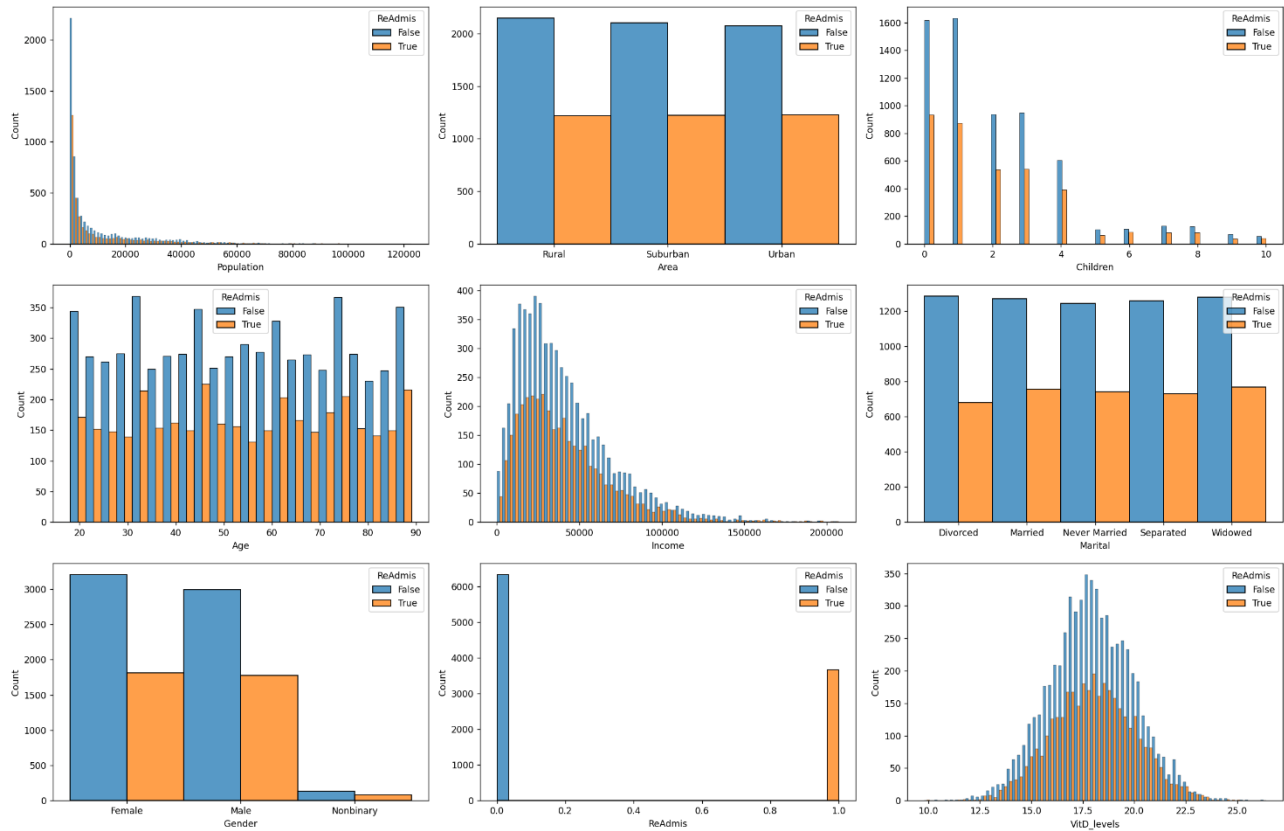 ReAdmis
False
True
2000
1500
1000
500
0
Count
0 20000 40000 60000 80000 100000 120000
Population
ReAdmis
False
True
2000
1500
1000
500
0
Count
Rural Suburban Urban
Area
ReAdmis
False
True
1600
1400
1200
1000
800
600
400
200
0
Count
0 2 4 6 8 10
Children
ReAdmis
False
True
350
300
250
200
150
100
50
0
Count
20 30 40 50 60 70 80 90
Age
ReAdmis
False
True
400
350
300
250
200
150
100
50
0
Count
0 50000 100000 150000 200000
Income
ReAdmis
False
True
1200
1000
800
600
400
200
0
Count
Divorced Married Never Married Separated Widowed
Marital
ReAdmis
False
True
3000
2500
2000
1500
1000
500
0
Count
Female Male Nonbinary
Gender
ReAdmis
False
True
6000
5000
4000
3000
2000
1000
0
Count
0.0 0.2 0.4 0.6 0.8 1.0
ReAdmis
ReAdmis
False
True
350
300
250
200
150
100
50
0
Count
10.0 12.5 15.0 17.5 20.0 22.5 25.0
VitD_levels